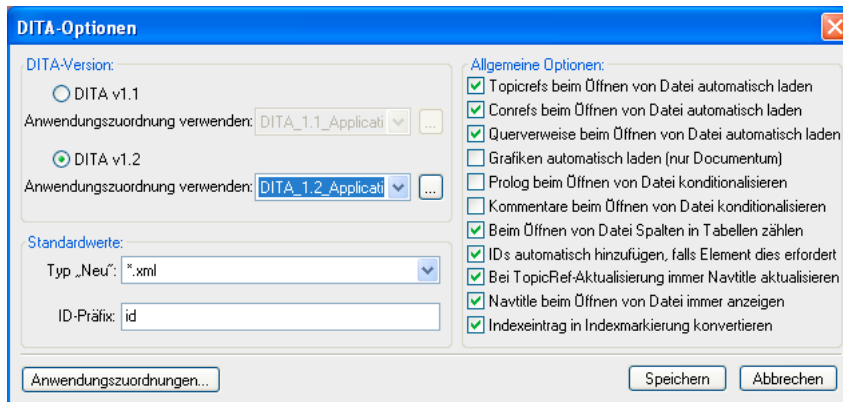 DITA-Optionen
DITA-Version:
DITA v1.1
Anwendungszuordnung verwenden: DITA_1.1_Applicati ...
DITA v1.2
Anwendungszuordnung verwenden: DITA_1.2_Applicati ...
Standardwerte:
Typ „Neu“: *.xml
ID-Präfix: id
Allgemeine Optionen:
Topicrefs beim Öffnen von Datei automatisch laden
Conrefs beim Öffnen von Datei automatisch laden
Querverweise beim Öffnen von Datei automatisch laden
Grafiken automatisch laden (nur Documentum)
Prolog beim Öffnen von Datei konditionalisieren
Kommentare beim Öffnen von Datei konditionalisieren
Beim Öffnen von Datei Spalten in Tabellen zählen
IDs automatisch hinzufügen, falls Element dies erfordert
Bei TopicRef-Aktualisierung immer Navtitle aktualisieren
Navtitle beim Öffnen von Datei immer anzeigen
Indexeintrag in Indexmarkierung konvertieren
Anwendungszuordnungen... Speichern Abbrechen